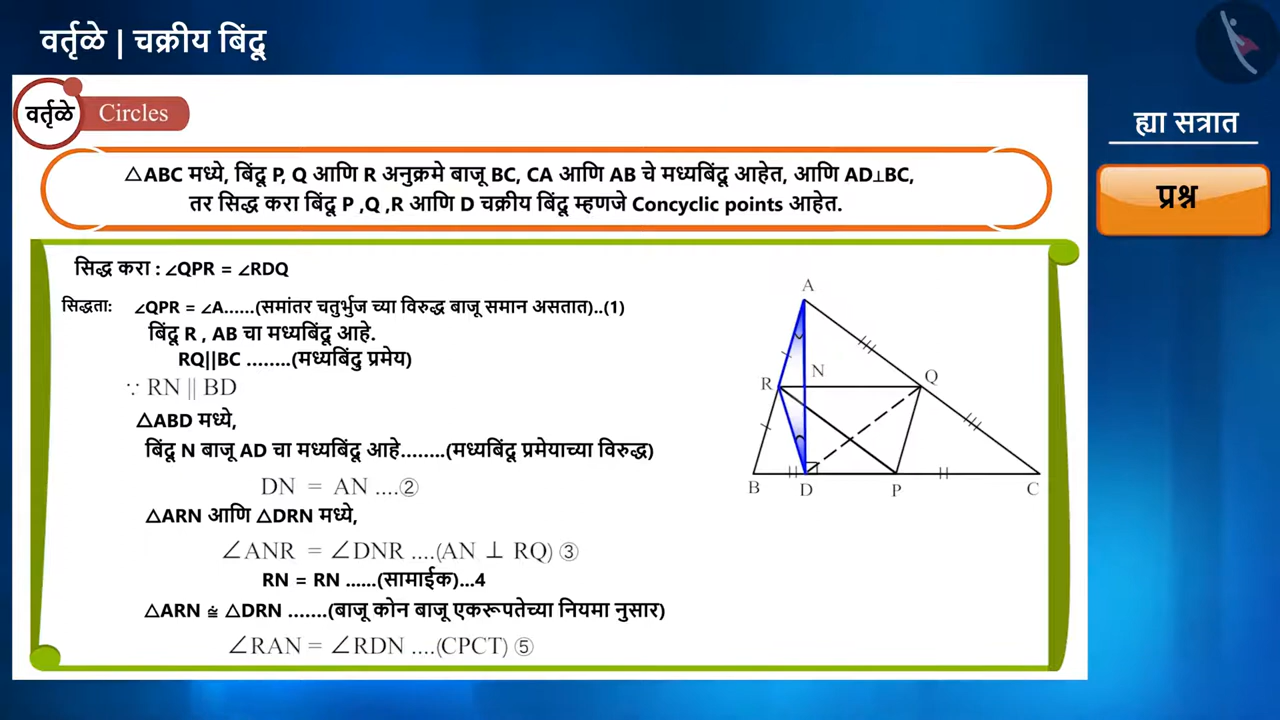 वर्तृळे | चक्रीय बिंदू
वर्तृळे Circles
ह्या सत्रात
प्रश्न
△ABC मध्ये, बिंदू P, Q आणि R अनुक्रमे बाजू BC, CA आणि AB चे मध्यबिंदू आहेत, आणि AD⊥BC,
तर सिद्ध करा बिंदू P ,Q ,R आणि D चक्रीय बिंदू म्हणजे Concyclic points आहेत.
सिद्ध करा : ∠QPR = ∠RDQ
सिद्धता: ∠QPR = ∠A......(समांतर चतुर्भुज च्या विरुद्ध बाजू समान असतात)..(1)
बिंदू R , AB चा मध्यबिंदू आहे.
RQ||BC ........(मध्यबिंदु प्रमेय)
∵ RN || BD
△ABD मध्ये,
बिंदू N बाजू AD चा मध्यबिंदू आहे........(मध्यबिंदू प्रमेयाच्या विरुद्ध)
DN = AN ....②
△ARN आणि △DRN मध्ये,
∠ANR = ∠DNR ....(AN ⊥ RQ) ③
RN = RN ......(सामाईक)...4
△ARN ≅ △DRN .......(बाजू कोन बाजू एकरूपतेच्या नियमा नुसार)
∠RAN = ∠RDN ....(CPCT) ⑤
A
R N Q
B D P C